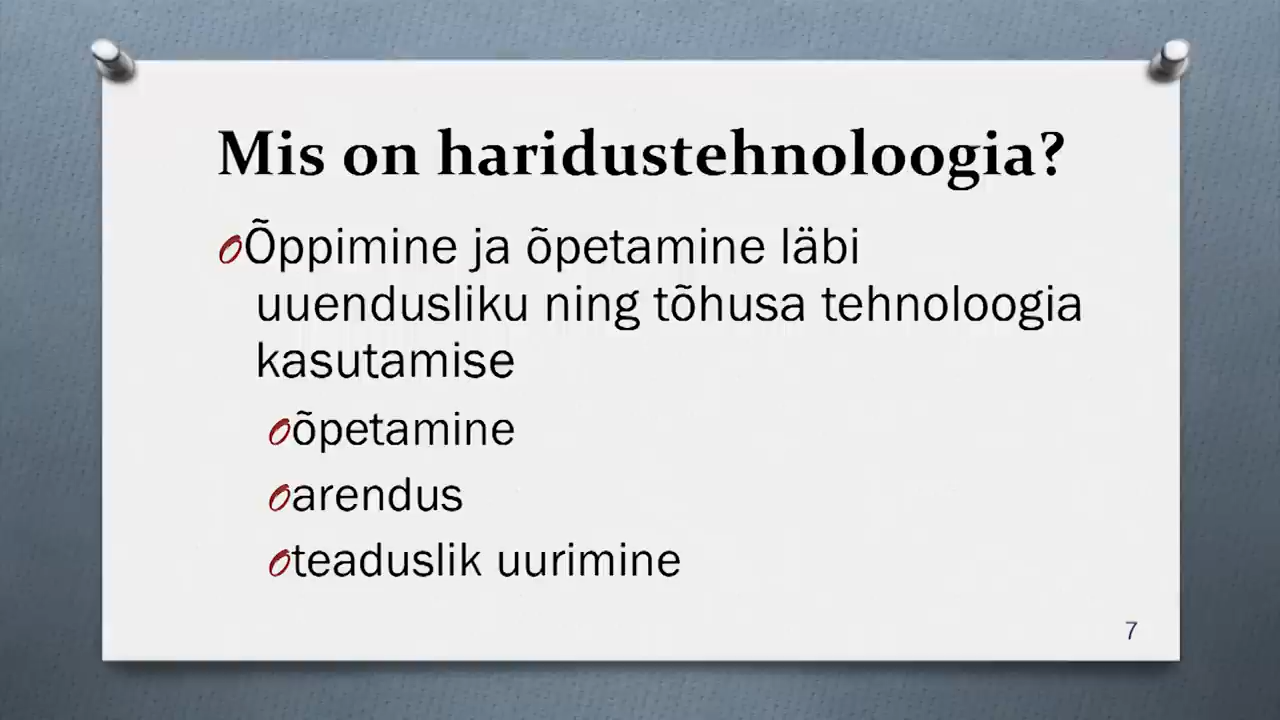 Mis on haridustehnoloogia?
Õppimine ja õpetamine läbi
uuendusliku ning tõhusa tehnoloogia
kasutamise
õpetamine
arendus
teaduslik uurimine
7